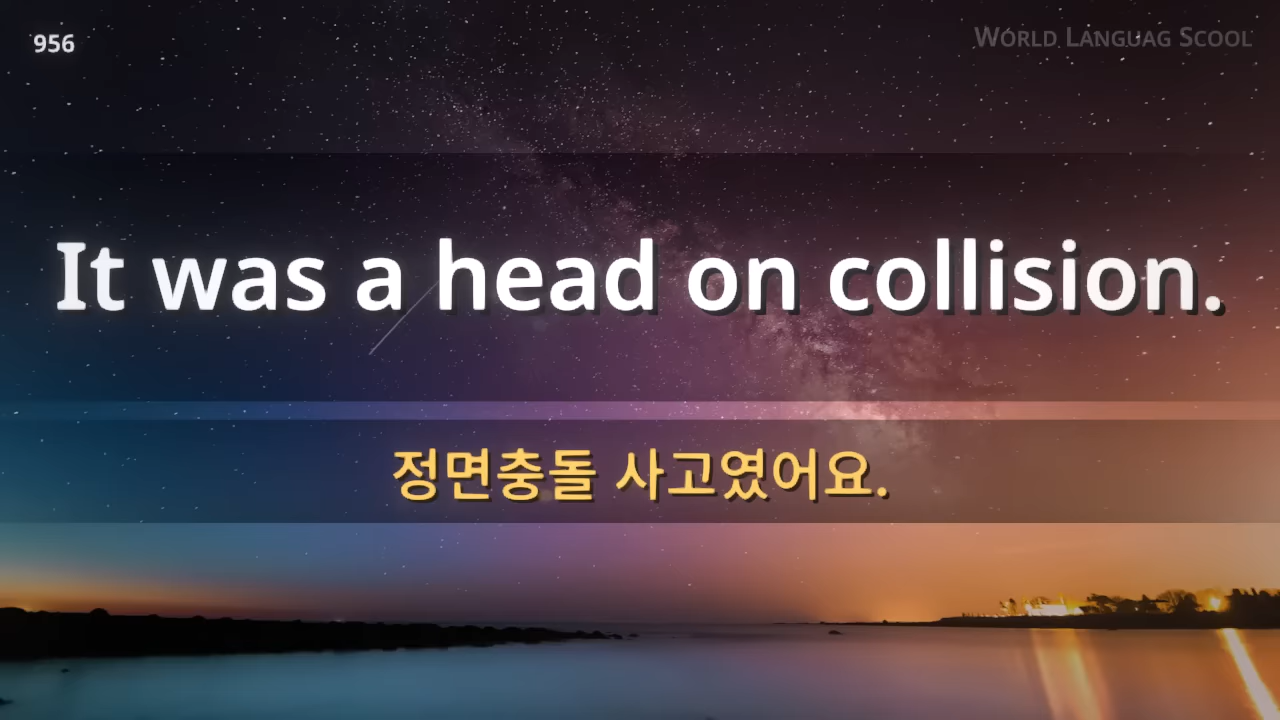 956
World Languag Scool
It was a head on collision.
정면충돌 사고였어요.